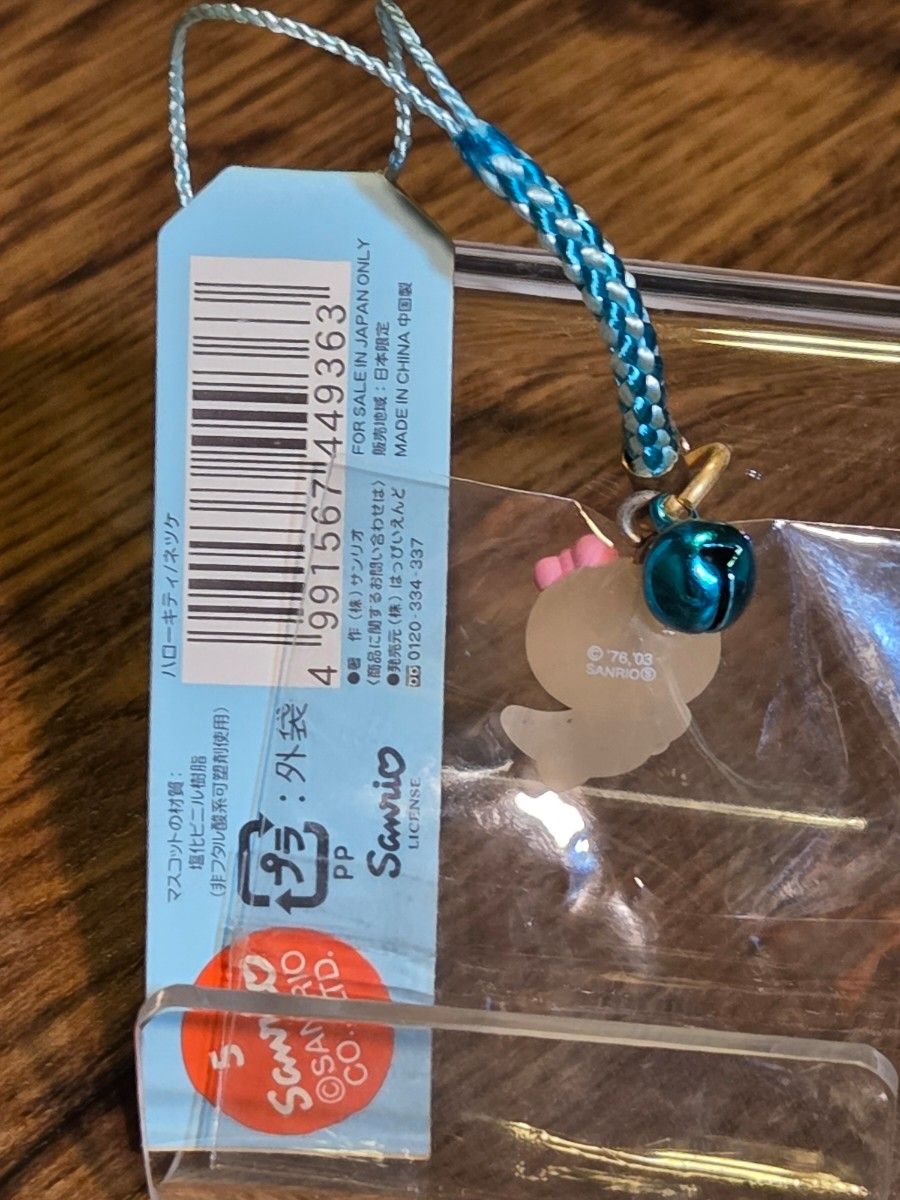 ハローキティ/ネツケ
4 991567 449363
FOR SALE IN JAPAN ONLY
販売地域：日本限定
MADE IN CHINA 中国製
●著 作 (株)サンリオ
〈商品に関するお問い合わせは〉
●発売元 (株)はっぴいえんど
0120-334-337
マスコットの材質：
塩化ビニル樹脂
(非フタル酸系可塑剤使用)
プラ：外袋
PP
Sanrio
LICENSE
5
Sanrio
©SANRIO
CO.,LTD.
© '76,'03
SANRIO®